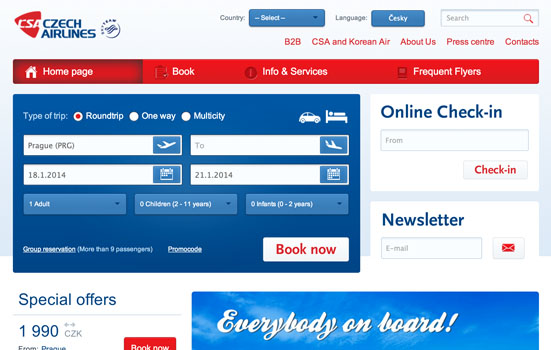 CSA CZECH AIRLINES
Country: -- Select -- Language: Česky Search
B2B CSA and Korean Air About Us Press centre Contacts
Home page Book Info & Services Frequent Flyers
Type of trip: Roundtrip One way Multicity
Prague (PRG) To
18.1.2014 21.1.2014
1 Adult 0 Children (2 - 11 years) 0 Infants (0 - 2 years)
Group reservation (More than 9 passengers) Promocode Book now
Online Check-in
From
Check-in
Newsletter
E-mail
Special offers
1 990 CZK
From: Prague
Book now
Everybody on board!